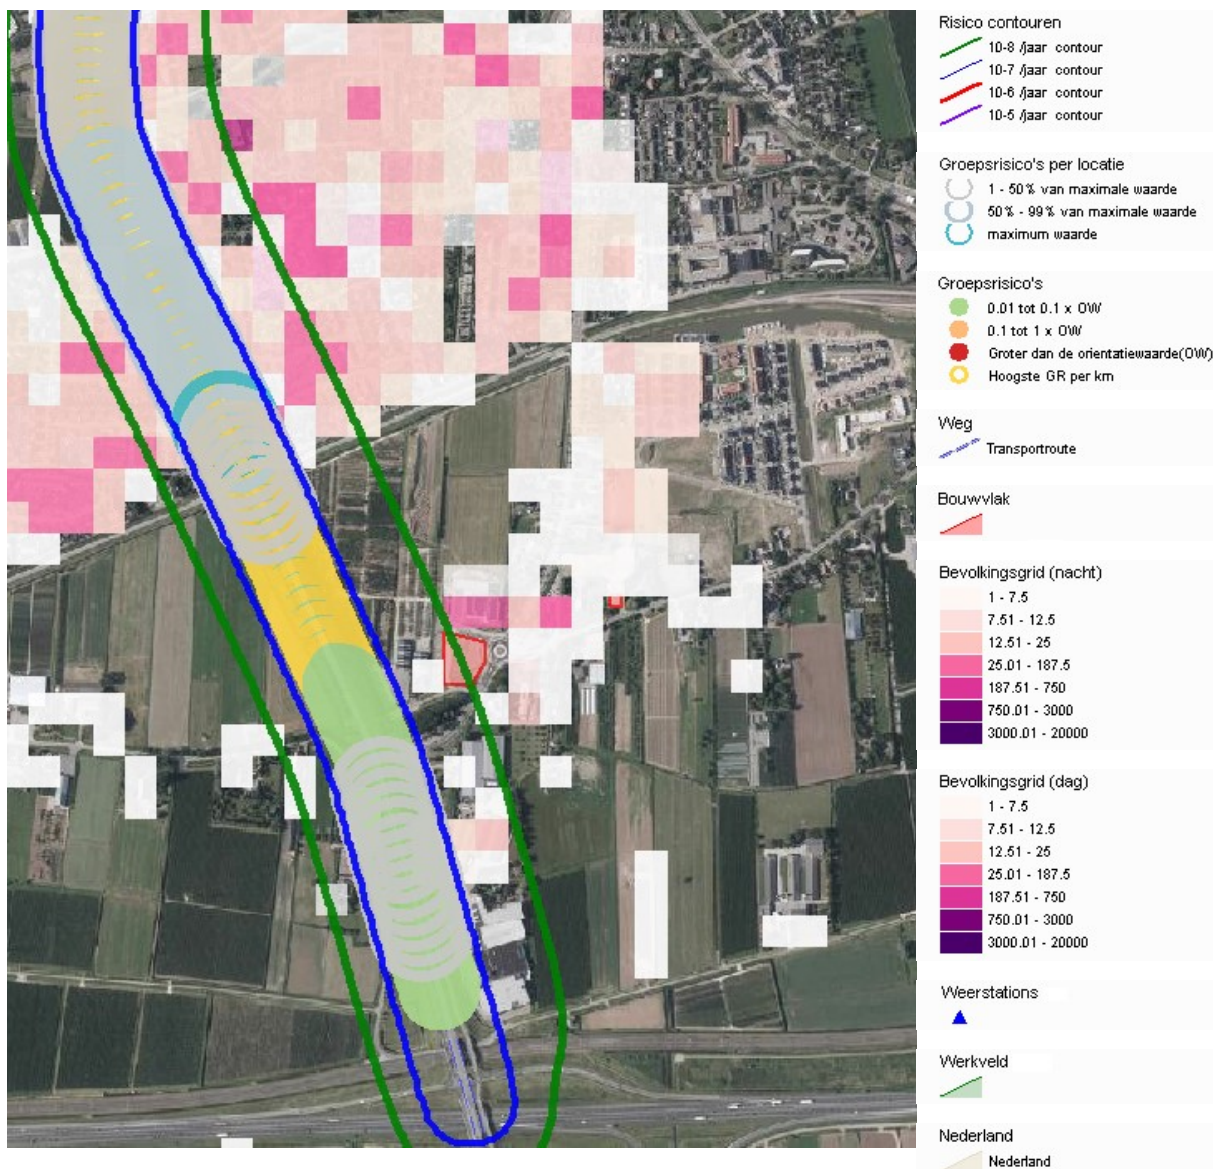 Risico contouren
10-8 /jaar contour
10-7 /jaar contour
10-6 /jaar contour
10-5 /jaar contour
Groepsrisico's per locatie
1 - 50% van maximale waarde
50% - 99% van maximale waarde
maximum waarde
Groepsrisico's
0.01 tot 0.1 x OW
0.1 tot 1 x OW
Groter dan de orientatiewaarde(OW)
Hoogste GR per km
Weg
Transportroute
Bouwvlak
Bevolkingsgrid (nacht)
1 - 7.5
7.51 - 12.5
12.51 - 25
25.01 - 187.5
187.51 - 750
750.01 - 3000
3000.01 - 20000
Bevolkingsgrid (dag)
1 - 7.5
7.51 - 12.5
12.51 - 25
25.01 - 187.5
187.51 - 750
750.01 - 3000
3000.01 - 20000
Weerstations
Werkveld
Nederland
Nederland